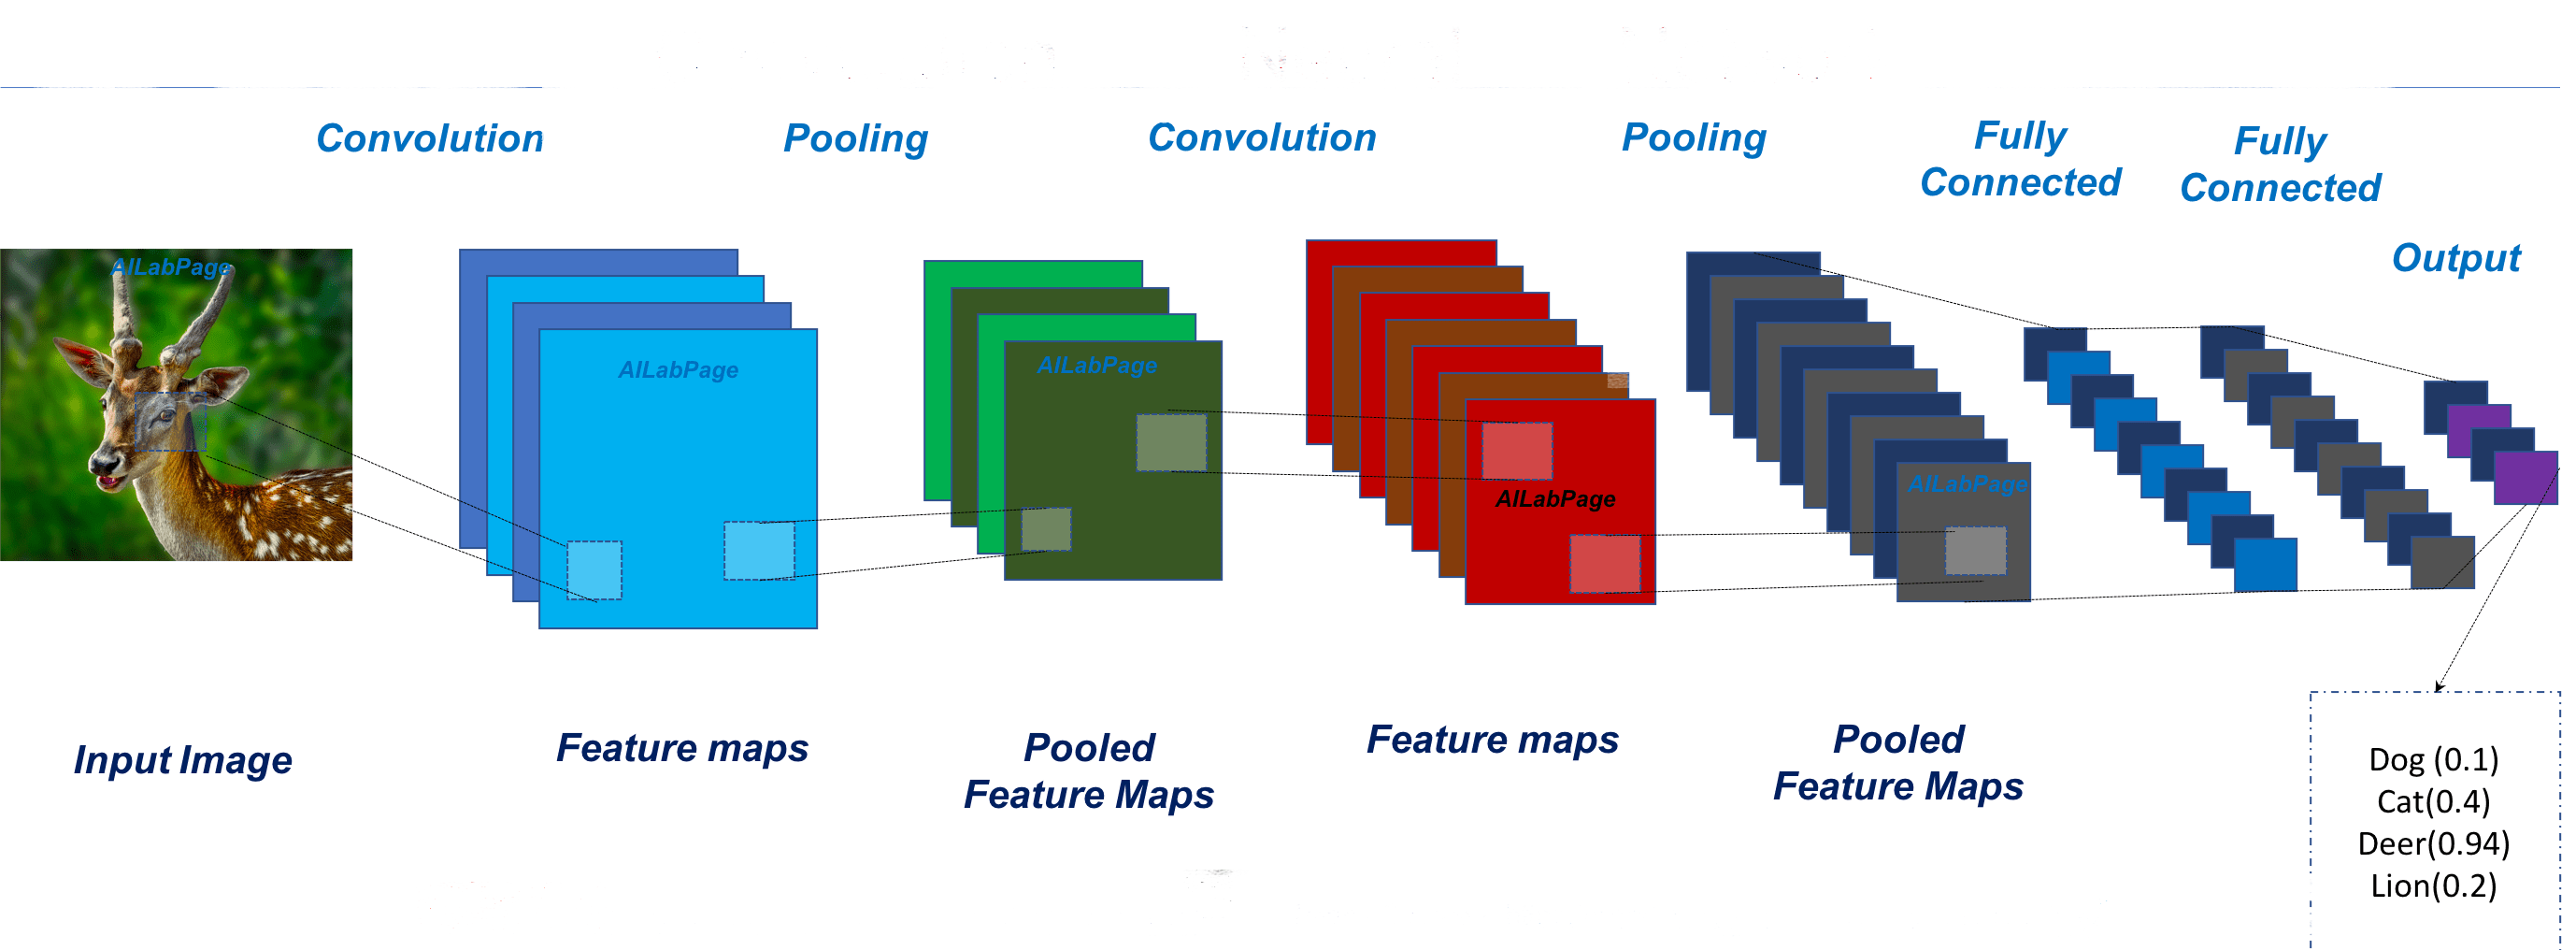 Convolution
Pooling
Convolution
Pooling
Fully
Connected
Fully
Connected
Output
AILabPage
AILabPage
AILabPage
AILabPage
AILabPage
Input Image
Feature maps
Pooled
Feature Maps
Feature maps
Pooled
Feature Maps
Dog (0.1)
Cat(0.4)
Deer(0.94)
Lion(0.2)